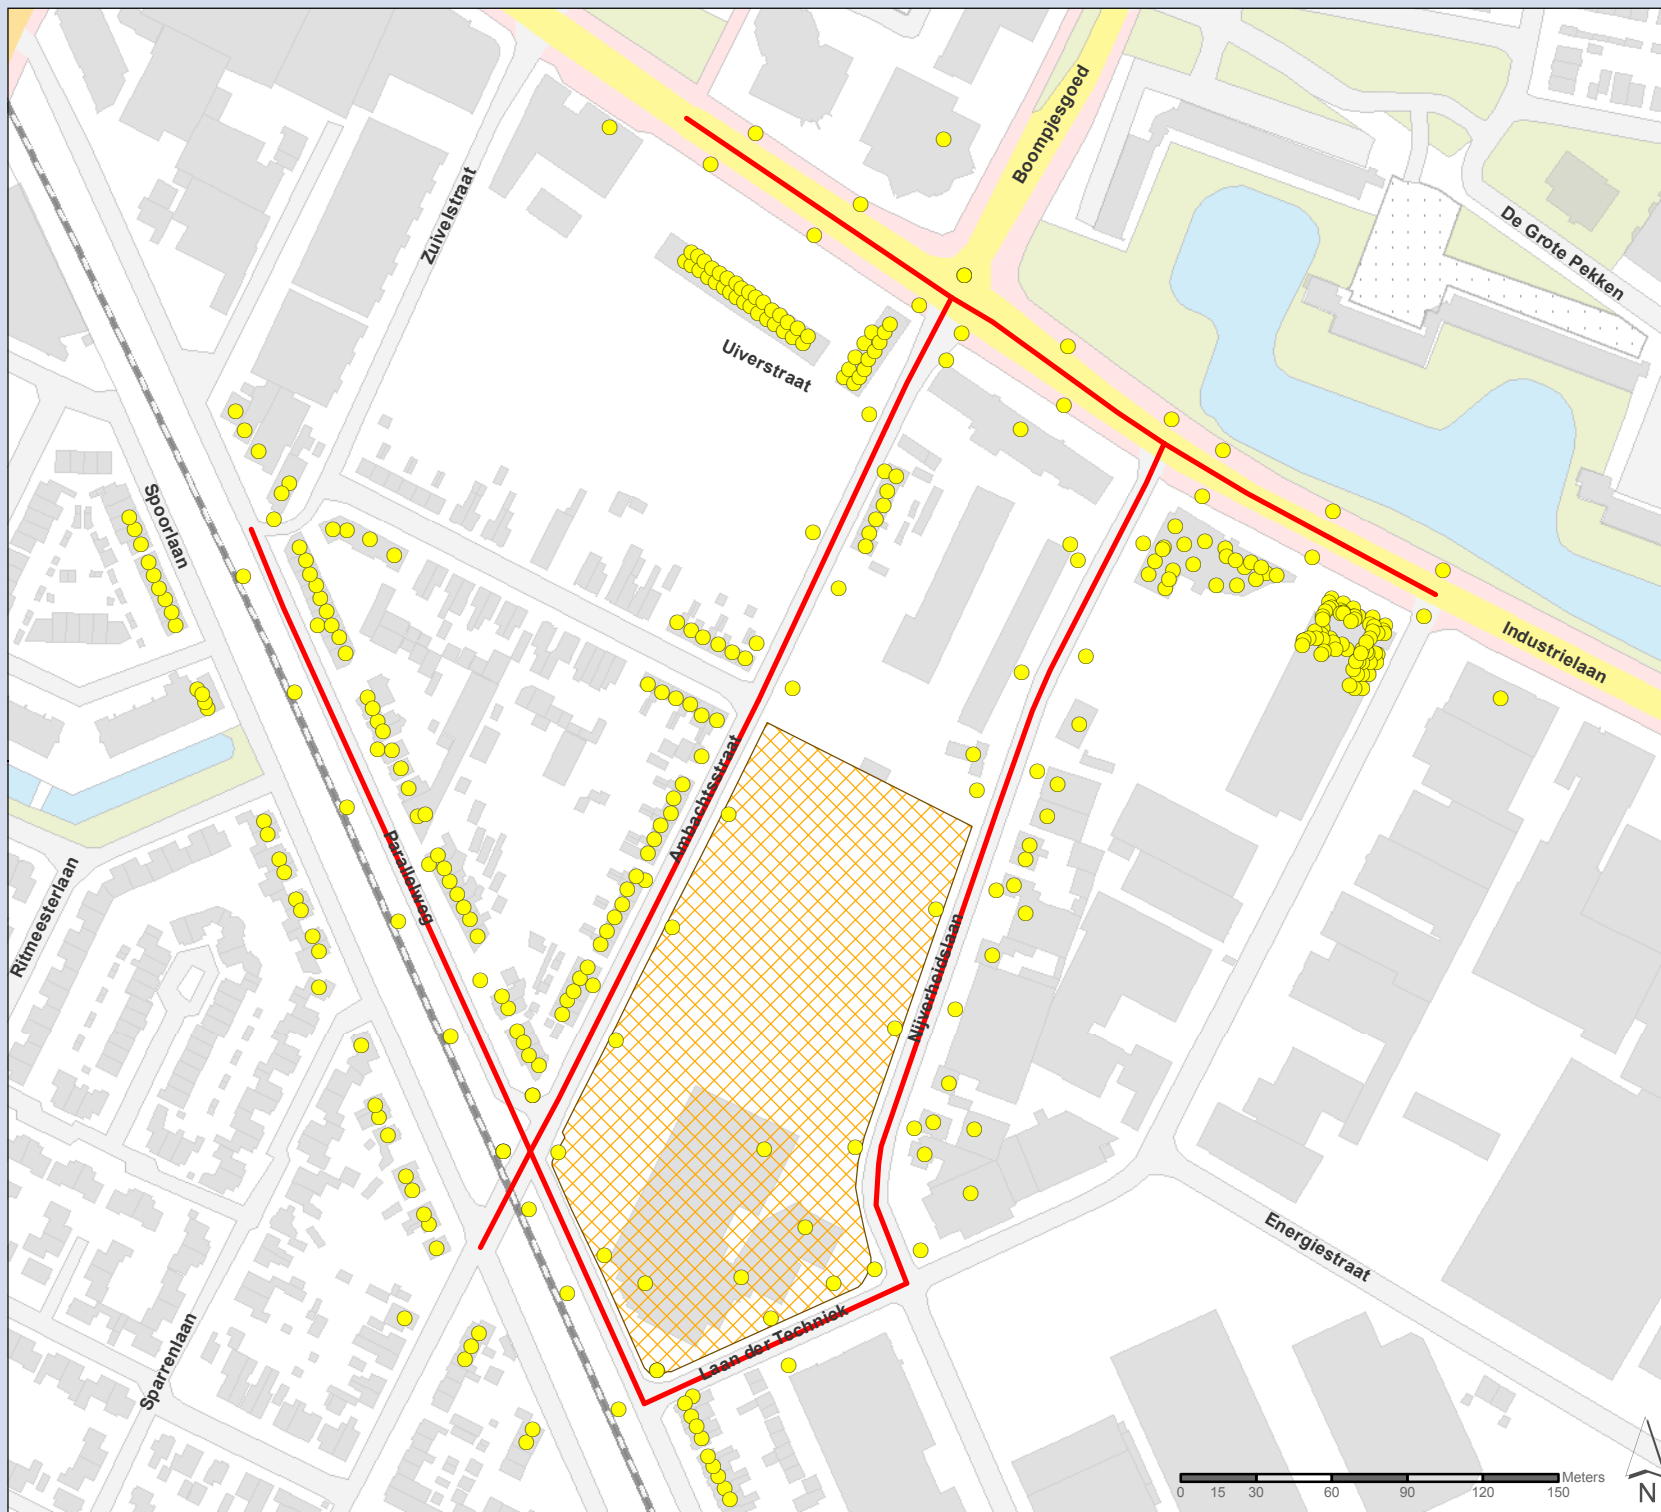 Boompjesgoed
Zuivelstraat
De Grote Pekken
Uiverstraat
Spoorlaan
Industrielaan
Ambachtsstraat
Parallelweg
Ritmeesterlaan
Nijverheidslaan
Energiestraat
Laan der Techniek
Sparrenlaan
Meters
0 15 30 60 90 120 150
N